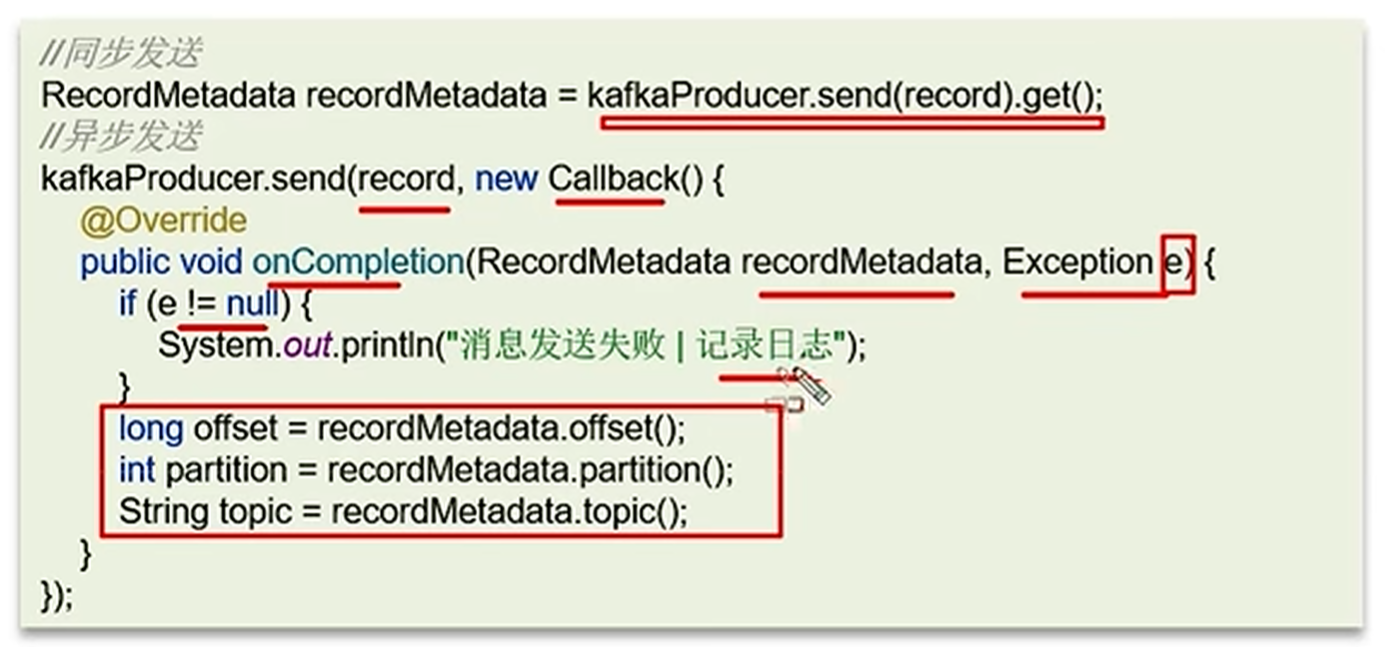 //同步发送
RecordMetadata recordMetadata = kafkaProducer.send(record).get();
//异步发送
kafkaProducer.send(record, new Callback() {
@Override
public void onCompletion(RecordMetadata recordMetadata, Exception e) {
if (e != null) {
System.out.println("消息发送失败 | 记录日志");
}
long offset = recordMetadata.offset();
int partition = recordMetadata.partition();
String topic = recordMetadata.topic();
}
});